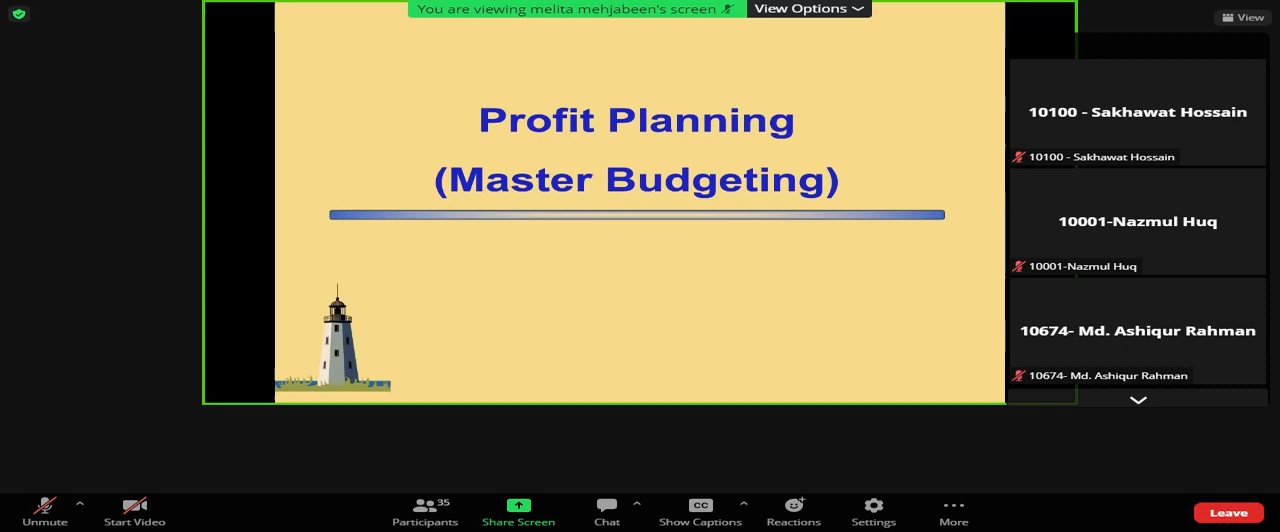 You are viewing melita mehjabeen's screen
View Options
View
Profit Planning
(Master Budgeting)
10100 - Sakhawat Hossain
10100 - Sakhawat Hossain
10001-Nazmul Huq
10001-Nazmul Huq
10674- Md. Ashiqur Rahman
10674- Md. Ashiqur Rahman
Unmute
Start Video
35
Participants
Share Screen
Chat
CC
Show Captions
Reactions
Settings
More
Leave